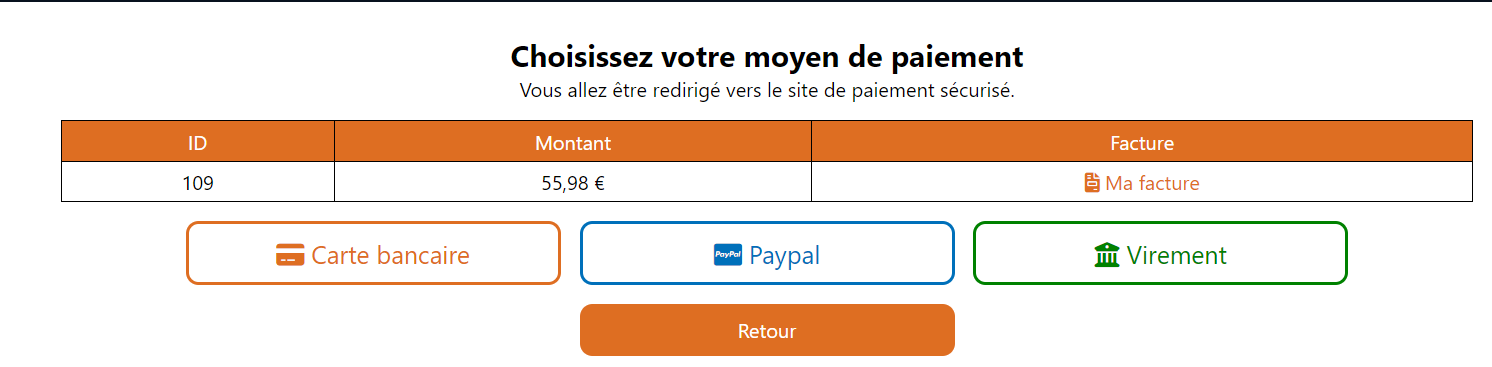 Choisissez votre moyen de paiement
Vous allez être redirigé vers le site de paiement sécurisé.
ID Montant Facture
109 55,98 € Ma facture
Carte bancaire PayPal Paypal Virement
Retour